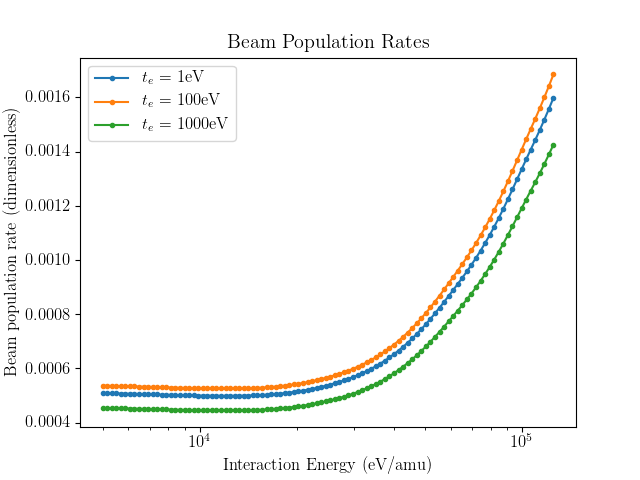 Beam Population Rates
t_e = 1eV
t_e = 100eV
t_e = 1000eV
Beam population rate (dimensionless)
0.0016
0.0014
0.0012
0.0010
0.0008
0.0006
0.0004
10^4
10^5
Interaction Energy (eV/amu)